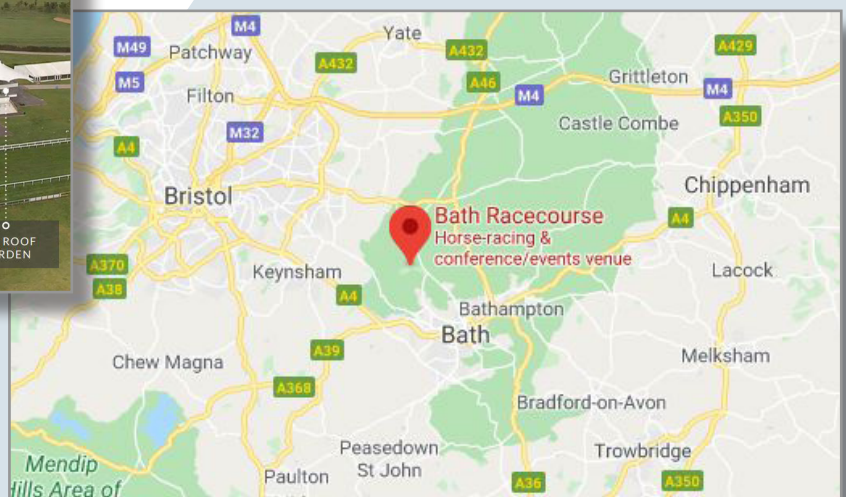 M4
Yate
A432
A429
M49
Patchway
A432
A46
Grittleton
M5
M4
M4
Filton
A350
M32
Castle Combe
A4
Bristol
Chippenham
Bath Racecourse
Horse-racing &
conference/events venue
A4
ROOF
A370
Keynsham
Lacock
A38
A4
Bathampton
Bath
A39
Chew Magna
Melksham
A368
Bradford-on-Avon
Peasedown
St John
Trowbridge
Mendip
Hills Area of
Paulton
A36
A350